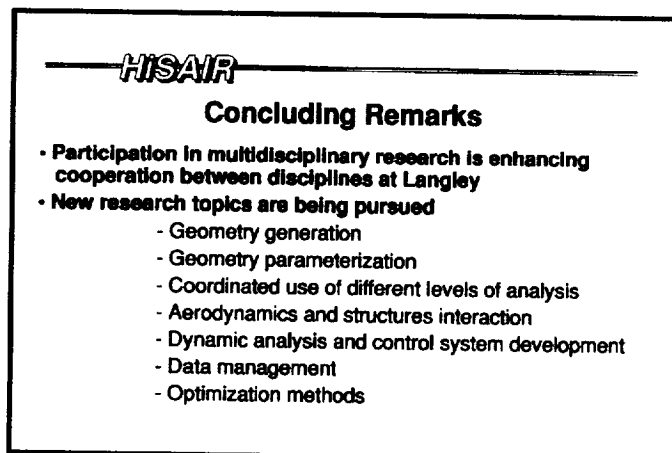 HiSAIR
Concluding Remarks
• Participation in multidisciplinary research is enhancing
cooperation between disciplines at Langley
• New research topics are being pursued
- Geometry generation
- Geometry parameterization
- Coordinated use of different levels of analysis
- Aerodynamics and structures interaction
- Dynamic analysis and control system development
- Data management
- Optimization methods